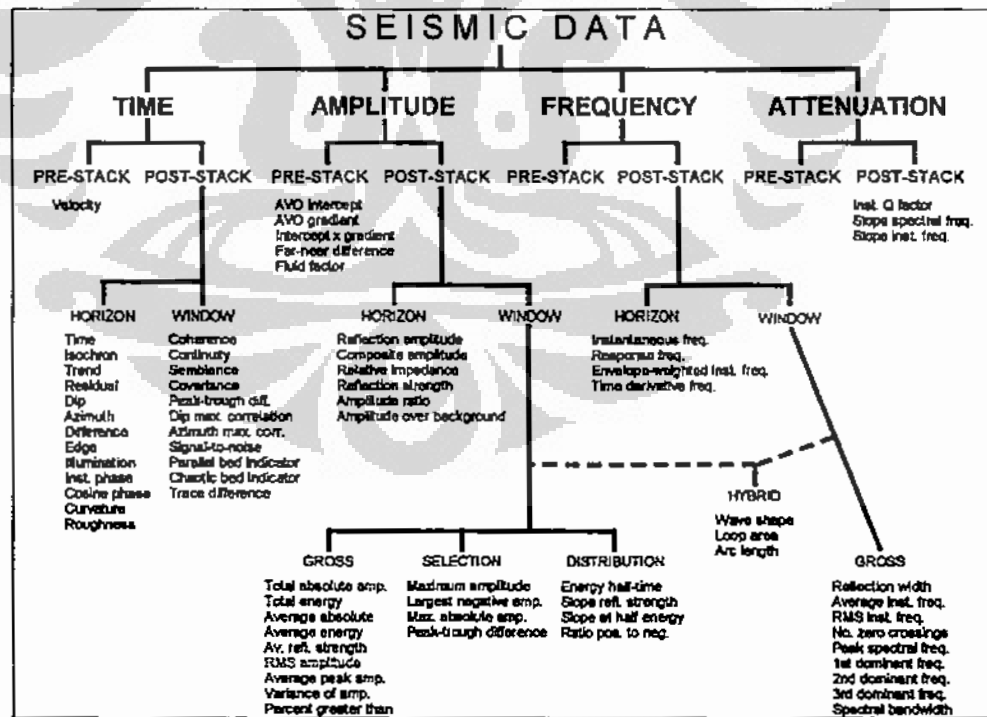 SEISMIC DATA
TIME
AMPLITUDE
FREQUENCY
ATTENUATION
PRE-STACK
POST-STACK
PRE-STACK
POST-STACK
PRE-STACK
POST-STACK
PRE-STACK
POST-STACK
Velocity
AVO Intercept
AVO gradient
Intercept x gradient
Far-near difference
Fluid factor
Inst. Q factor
Slope spectral freq.
Slope inst. freq.
HORIZON
Time
Isochron
Trend
Residual
Dip
Azimuth
Difference
Edge
Illumination
Inst. phase
Cosine phase
Curvature
Roughness
WINDOW
Coherence
Continuity
Semblance
Covariance
Peak-trough diff.
Dip max. correlation
Azimuth max. corr.
Signal-to-noise
Parallel bed indicator
Chaotic bed indicator
Trace difference
HORIZON
Reflection amplitude
Composite amplitude
Relative impedance
Reflection strength
Amplitude ratio
Amplitude over background
WINDOW
HORIZON
Instantaneous freq.
Response freq.
Envelope-weighted inst. freq.
Time derivative freq.
WINDOW
HYBRID
Wave shape
Loop area
Arc length
GROSS
Total absolute amp.
Total energy
Average absolute
Average energy
Av. refl. strength
RMS amplitude
Average peak amp.
Variance of amp.
Percent greater than
SELECTION
Maximum amplitude
Largest negative amp.
Max. absolute amp.
Peak-trough difference
DISTRIBUTION
Energy half-time
Slope refl. strength
Slope at half energy
Ratio pos. to neg.
GROSS
Reflection width
Average inst. freq.
RMS inst. freq.
No. zero crossings
Peak spectral freq.
1st dominant freq.
2nd dominant freq.
3rd dominant freq.
Spectral bandwidth